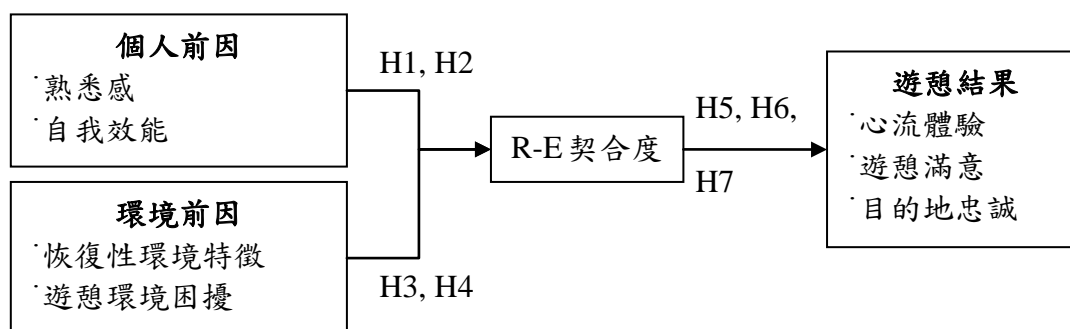 個人前因
˙熟悉感
˙自我效能
H1, H2
環境前因
˙恢復性環境特徵
˙遊憩環境困擾
H3, H4
R-E 契合度
H5, H6,
H7
遊憩結果
˙心流體驗
˙遊憩滿意
˙目的地忠誠